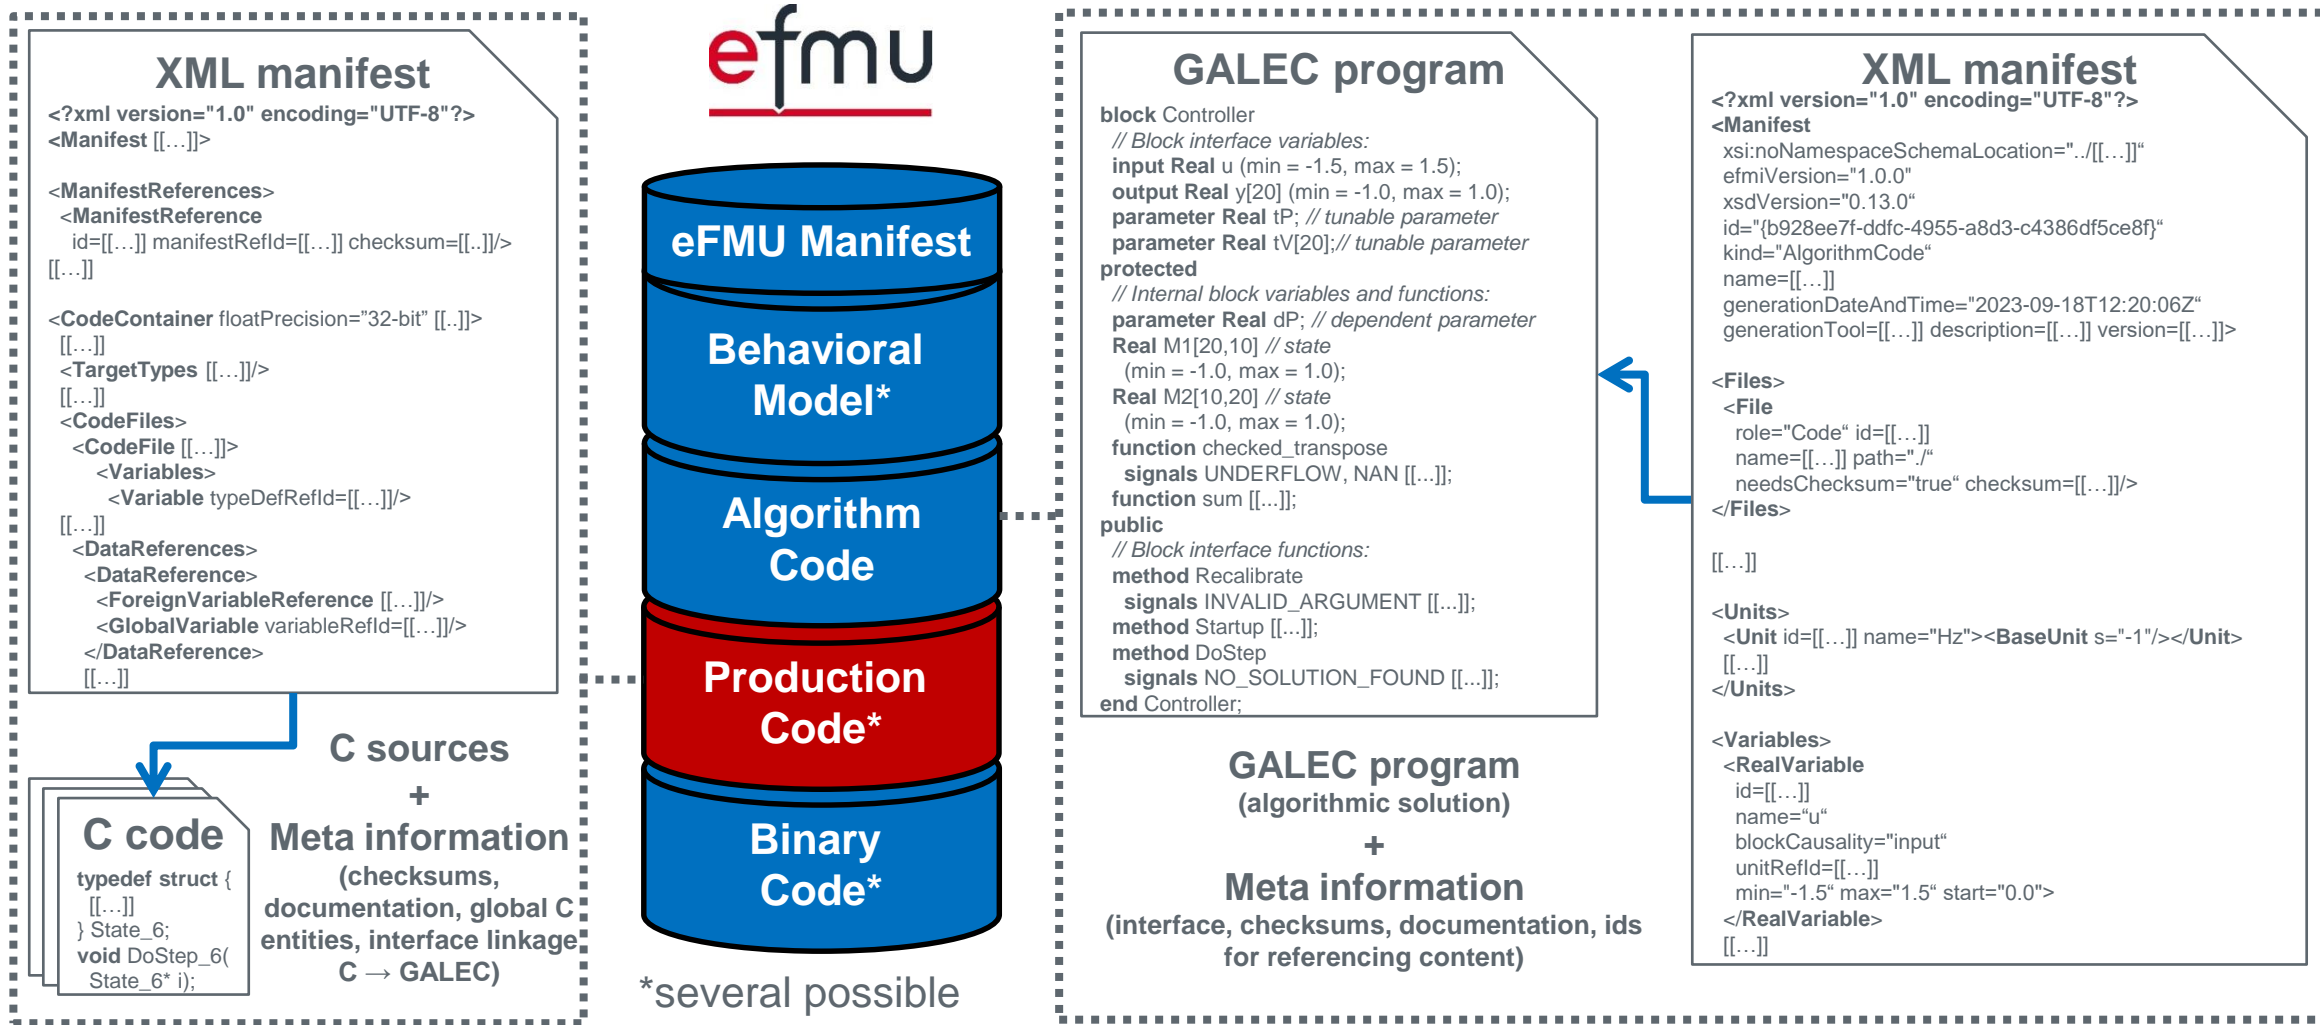 XML manifest
<?xml version="1.0" encoding="UTF-8"?>
<Manifest [[…]]>
<ManifestReferences>
<ManifestReference
id=[[…]] manifestRefId=[[…]] checksum=[[..]]/>
[[…]]
<CodeContainer floatPrecision=”32-bit” [[..]]>
[[…]]
<TargetTypes [[…]]/>
[[…]]
<CodeFiles>
<CodeFile [[…]]>
<Variables>
<Variable typeDefRefId=[[…]]/>
[[…]]
<DataReferences>
<DataReference>
<ForeignVariableReference [[…]]/>
<GlobalVariable variableRefId=[[…]]/>
</DataReference>
[[…]]
C code
typedef struct {
[[…]]
} State_6;
void DoStep_6(
State_6* i);
C sources
+
Meta information
(checksums,
documentation, global C
entities, interface linkage
C → GALEC)
efmu
eFMU Manifest
Behavioral
Model*
Algorithm
Code
Production
Code*
Binary
Code*
*several possible
GALEC program
block Controller
// Block interface variables:
input Real u (min = -1.5, max = 1.5);
output Real y[20] (min = -1.0, max = 1.0);
parameter Real tP; // tunable parameter
parameter Real tV[20];// tunable parameter
protected
// Internal block variables and functions:
parameter Real dP; // dependent parameter
Real M1[20,10] // state
(min = -1.0, max = 1.0);
Real M2[10,20] // state
(min = -1.0, max = 1.0);
function checked_transpose
signals UNDERFLOW, NAN [[...]];
function sum [[...]];
public
// Block interface functions:
method Recalibrate
signals INVALID_ARGUMENT [[...]];
method Startup [[...]];
method DoStep
signals NO_SOLUTION_FOUND [[...]];
end Controller;
GALEC program
(algorithmic solution)
+
Meta information
(interface, checksums, documentation, ids
for referencing content)
XML manifest
<?xml version="1.0" encoding="UTF-8"?>
<Manifest
xsi:noNamespaceSchemaLocation="../[[…]]“
efmiVersion="1.0.0"
xsdVersion="0.13.0“
id="{b928ee7f-ddfc-4955-a8d3-c4386df5ce8f}“
kind="AlgorithmCode“
name=[[…]]
generationDateAndTime="2023-09-18T12:20:06Z“
generationTool=[[…]] description=[[…]] version=[[…]]>
<Files>
<File
role="Code“ id=[[…]]
name=[[…]] path="./“
needsChecksum="true“ checksum=[[…]]/>
</Files>
[[…]]
<Units>
<Unit id=[[…]] name="Hz"><BaseUnit s="-1"/></Unit>
[[…]]
</Units>
<Variables>
<RealVariable
id=[[…]]
name=“u“
blockCausality="input“
unitRefId=[[…]]
min="-1.5“ max="1.5“ start="0.0">
</RealVariable>
[[…]]